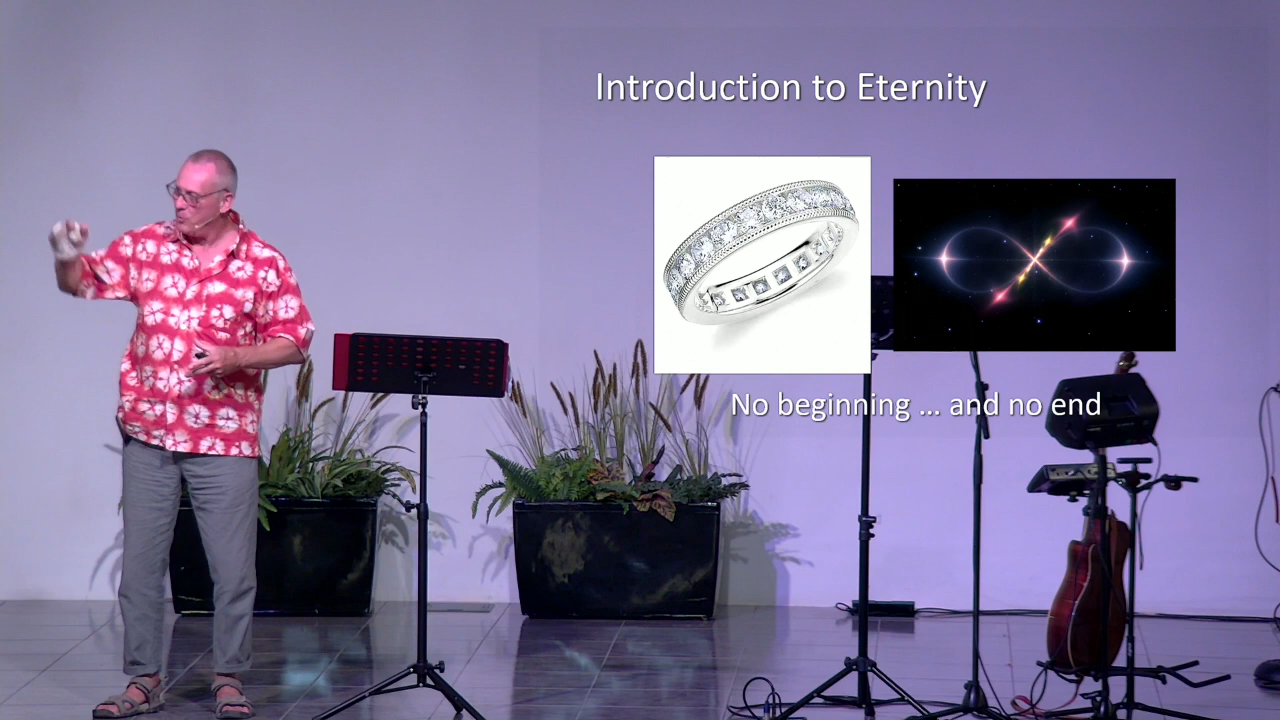 Introduction to Eternity
No beginning ... and no end